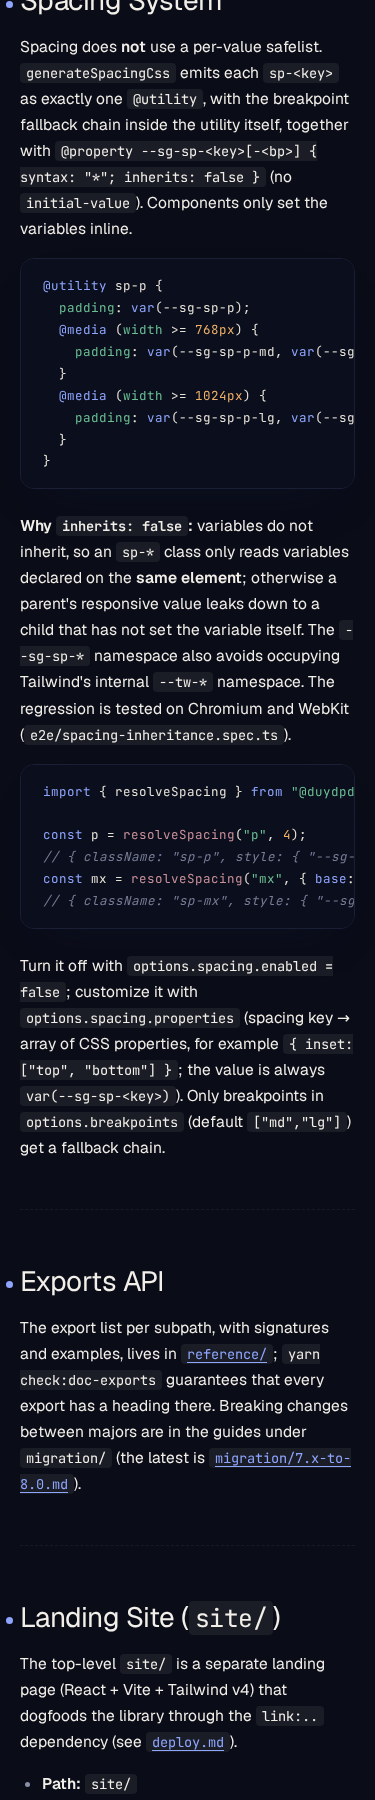 Spacing System
Spacing does not use a per-value safelist.
generateSpacingCss emits each sp-<key>
as exactly one @utility, with the breakpoint
fallback chain inside the utility itself, together
with @property --sg-sp-<key>[-<bp>] {
syntax: "*"; inherits: false } (no
initial-value). Components only set the
variables inline.
@utility sp-p {
  padding: var(--sg-sp-p);
  @media (width >= 768px) {
    padding: var(--sg-sp-p-md, var(--sg
  }
  @media (width >= 1024px) {
    padding: var(--sg-sp-p-lg, var(--sg
  }
}
Why inherits: false: variables do not
inherit, so an sp-* class only reads variables
declared on the same element; otherwise a
parent's responsive value leaks down to a
child that has not set the variable itself. The -
-sg-sp-* namespace also avoids occupying
Tailwind's internal --tw-* namespace. The
regression is tested on Chromium and WebKit
(e2e/spacing-inheritance.spec.ts).
import { resolveSpacing } from "@duydpd
const p = resolveSpacing("p", 4);
// { className: "sp-p", style: { "--sg-
const mx = resolveSpacing("mx", { base:
// { className: "sp-mx", style: { "--sg
Turn it off with options.spacing.enabled =
false; customize it with
options.spacing.properties (spacing key →
array of CSS properties, for example { inset:
["top", "bottom"] }; the value is always
var(--sg-sp-<key>)). Only breakpoints in
options.breakpoints (default ["md","lg"])
get a fallback chain.
Exports API
The export list per subpath, with signatures
and examples, lives in reference/; yarn
check:doc-exports guarantees that every
export has a heading there. Breaking changes
between majors are in the guides under
migration/ (the latest is migration/7.x-to-
8.0.md).
Landing Site (site/)
The top-level site/ is a separate landing
page (React + Vite + Tailwind v4) that
dogfoods the library through the link:..
dependency (see deploy.md).
• Path: site/